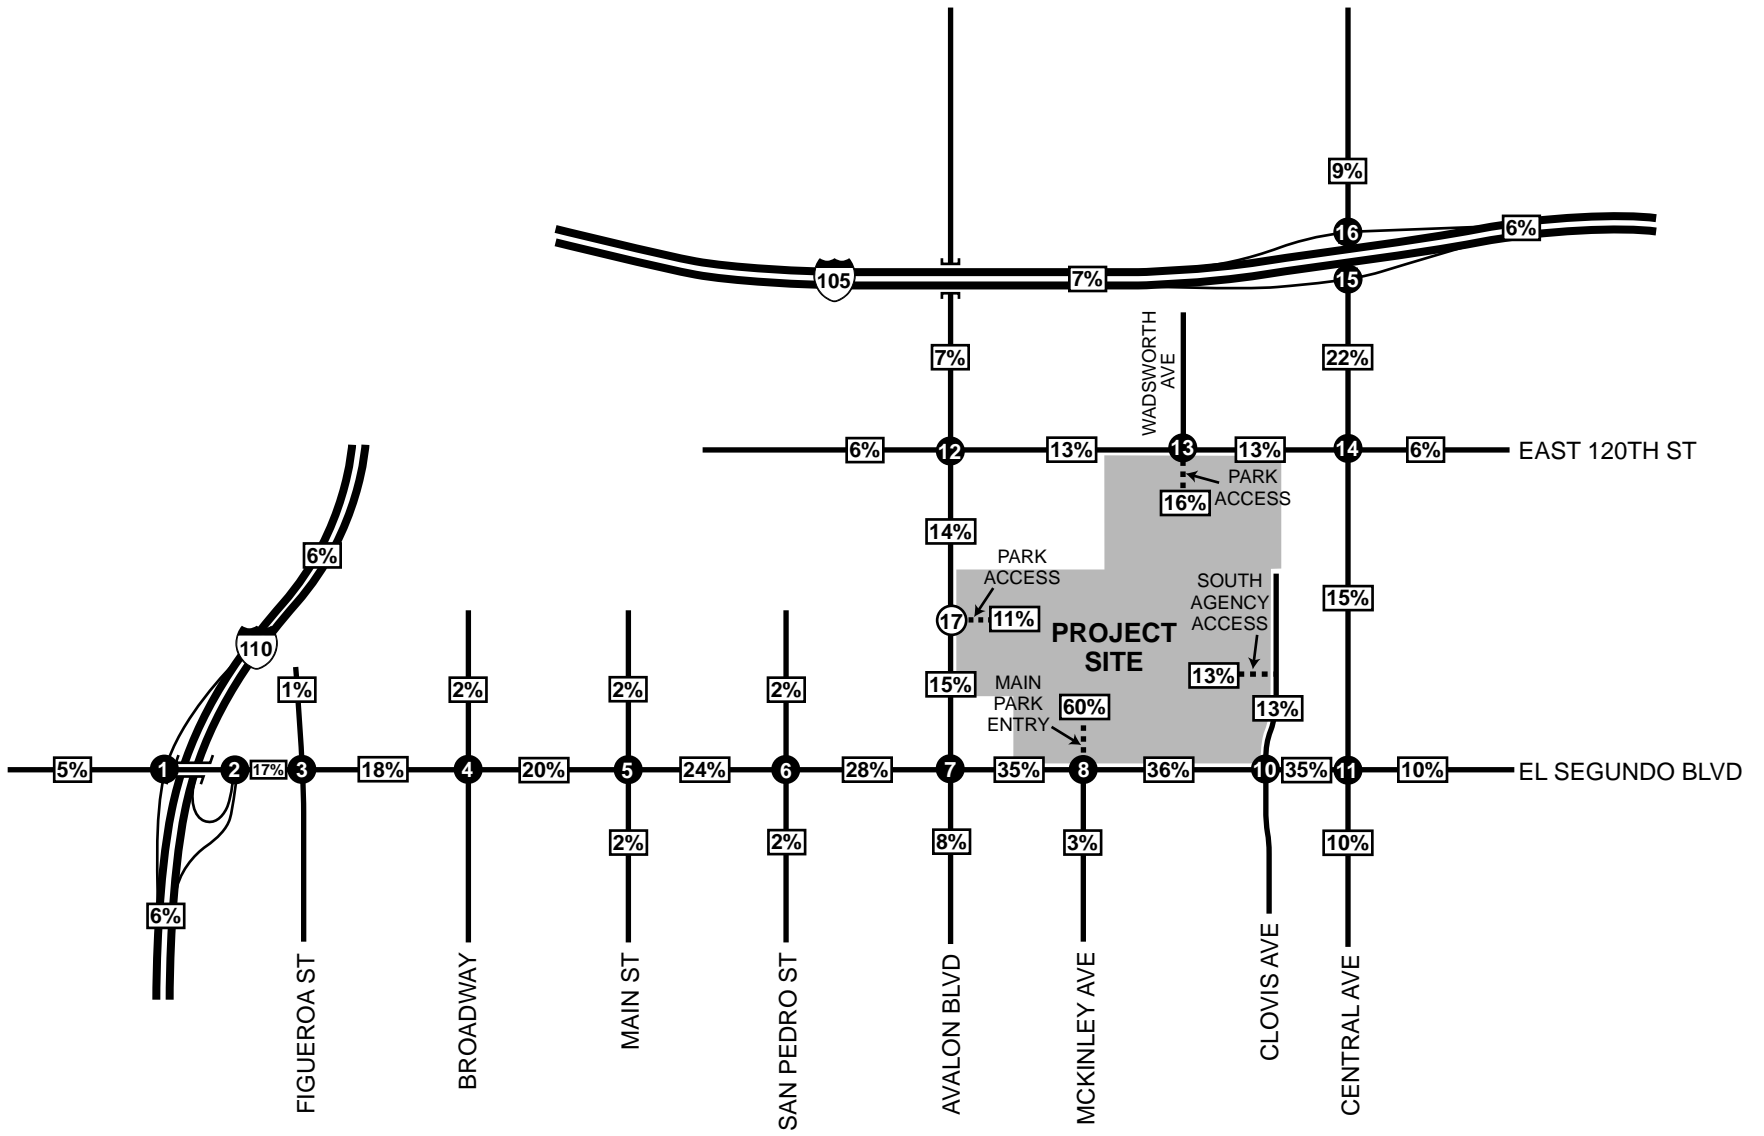 9%
16
6%
15
105
7%
WADSWORTH
AVE
7%
22%
6%
12
13%
13
13%
14
6%
EAST 120TH ST
PARK
ACCESS
16%
14%
6%
PARK
ACCESS
17
11%
SOUTH
AGENCY
ACCESS
15%
PROJECT
SITE
110
13%
1%
2%
2%
2%
15%
MAIN
PARK
ENTRY
60%
13%
5%
1
2
17%
3
18%
4
20%
5
24%
6
28%
7
35%
8
36%
10
35%
11
10%
EL SEGUNDO BLVD
2%
2%
8%
3%
10%
6%
FIGUEROA ST
BROADWAY
MAIN ST
SAN PEDRO ST
AVALON BLVD
MCKINLEY AVE
CLOVIS AVE
CENTRAL AVE